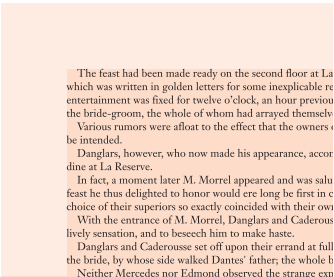 The feast had been made ready on the second floor at La
which was written in golden letters for some inexplicable re
entertainment was fixed for twelve o'clock, an hour previou
the bride-groom, the whole of whom had arrayed themselv
Various rumors were afloat to the effect that the owners
be intended.
Danglars, however, who now made his appearance, accor
dine at La Reserve.
In fact, a moment later M. Morrel appeared and was salu
feast he thus delighted to honor would ere long be first in c
choice of their superiors so exactly coincided with their ow
With the entrance of M. Morrel, Danglars and Caderous
lively sensation, and to beseech him to make haste.
Danglars and Caderousse set off upon their errand at full
the bride, by whose side walked Dantes' father; the whole b
Neither Mercedes nor Edmond observed the strange exp